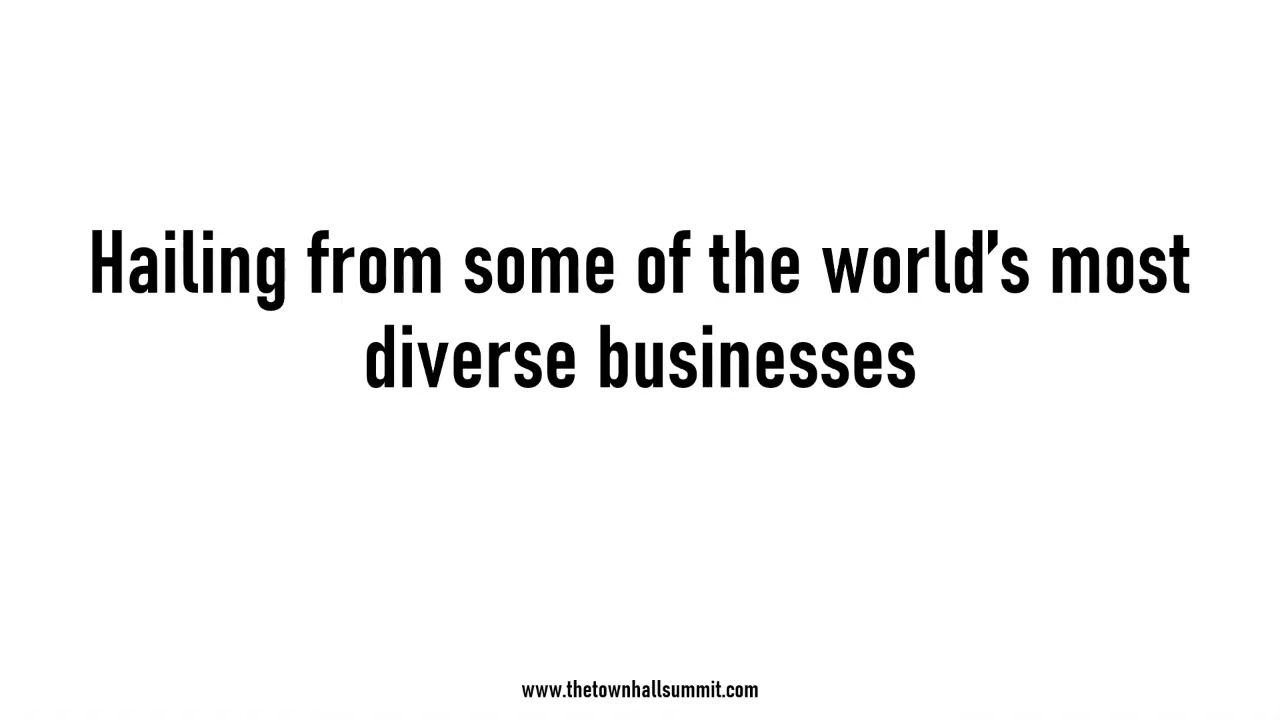 Hailing from some of the world's most
diverse businesses
www.thetownhallsummit.com